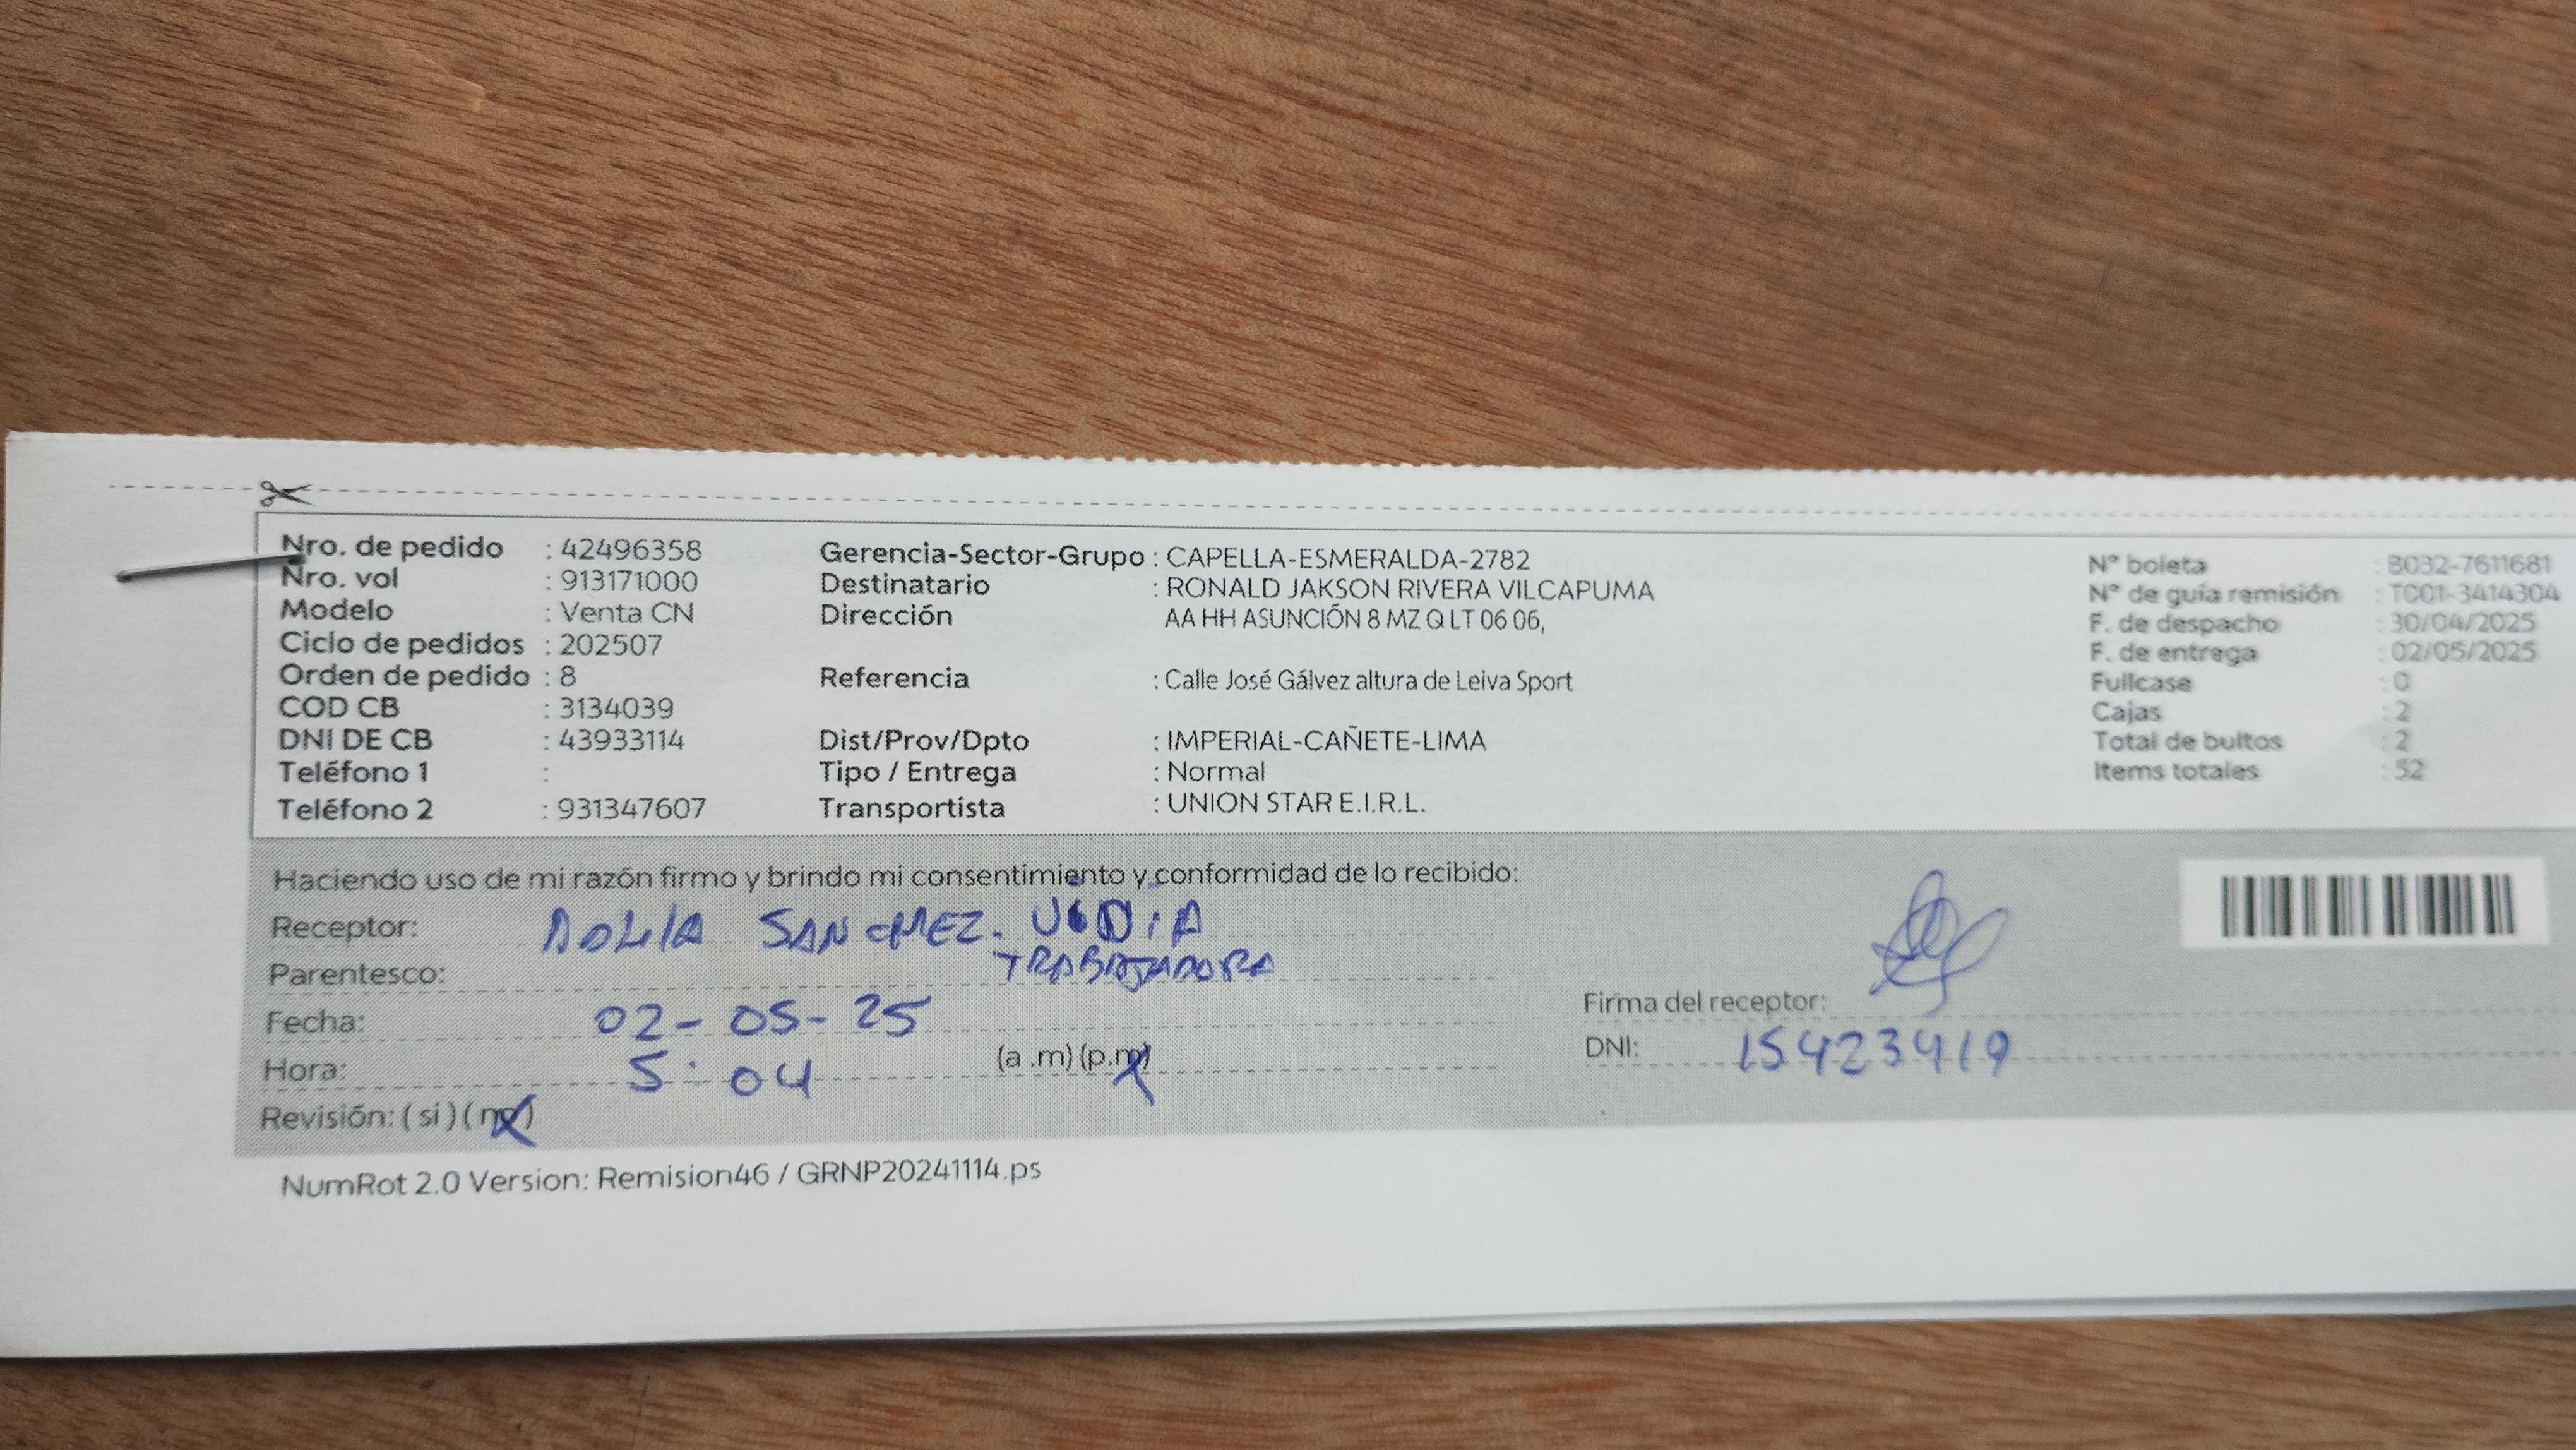 Nro. de pedido : 42496358
Nro. vol : 913171000
Modelo : Venta CN
Ciclo de pedidos : 202507
Orden de pedido : 8
COD CB : 3134039
DNI DE CB : 43933114
Teléfono 1 :
Teléfono 2 : 931347607
Gerencia-Sector-Grupo : CAPELLA-ESMERALDA-2782
Destinatario : RONALD JAKSON RIVERA VILCAPUMA
Dirección AA HH ASUNCIÓN 8 MZ Q LT 06 06,
Referencia : Calle José Gálvez altura de Leiva Sport
Dist/Prov/Dpto : IMPERIAL-CAÑETE-LIMA
Tipo / Entrega : Normal
Transportista : UNION STAR E.I.R.L.
N° boleta : B032-7611681
N° de guía remisión : T001-3414304
F. de despacho : 30/04/2025
F. de entrega : 02/05/2025
Fullcase : 0
Cajas : 2
Total de bultos : 2
Items totales : 52
Haciendo uso de mi razón firmo y brindo mi consentimiento y conformidad de lo recibido:
Receptor: SANCHEZ.
Parentesco: TRABAJADORA
Fecha: 02-05-25
Hora: 5:04 (a .m) (p.m)
Revisión: ( si ) ( no )
Firma del receptor:
DNI: 15423419
NumRot 2.0 Version: Remision46 / GRNP20241114.ps